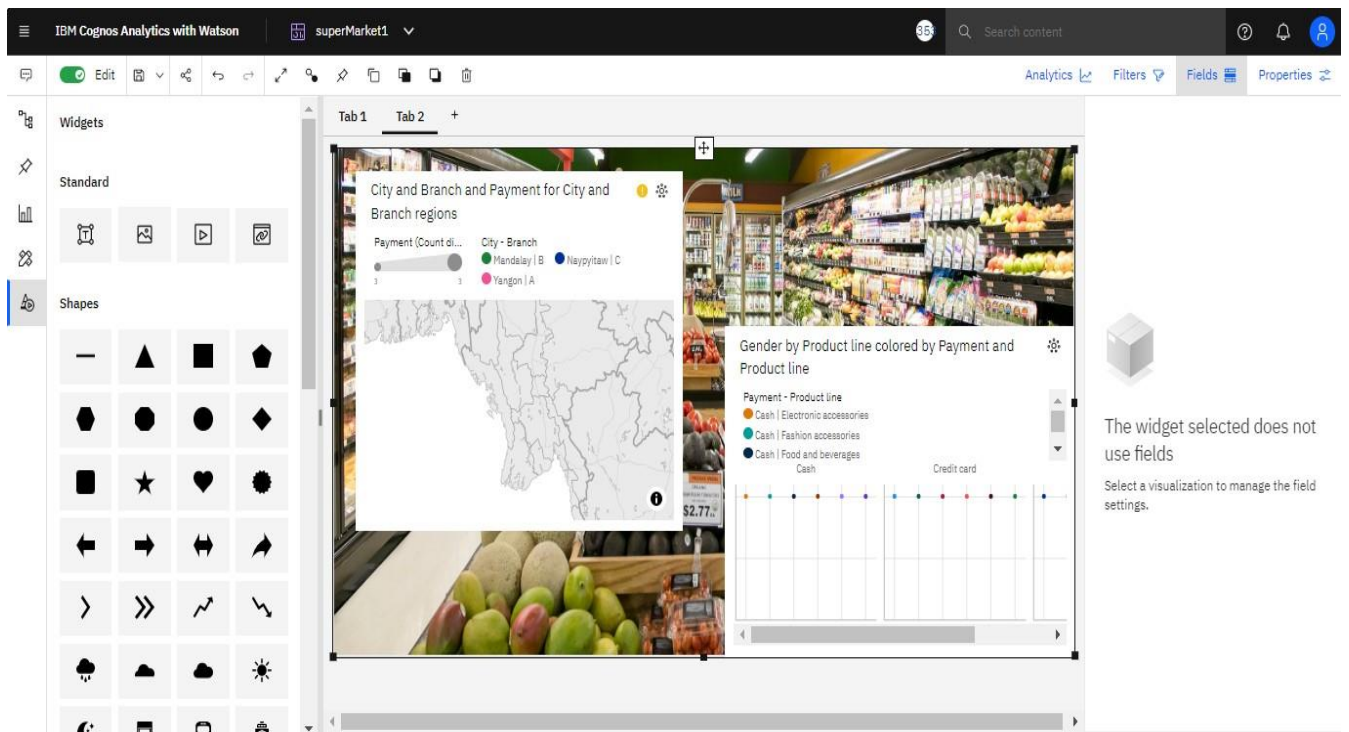 IBM Cognos Analytics with Watson
superMarket1
Search content
Edit
Analytics
Filters
Fields
Properties
Widgets
Standard
Shapes
Tab 1
Tab 2
+
City and Branch and Payment for City and
Branch regions
Payment (Count di...
City - Branch
Mandalay | B
Naypyitaw | C
3
3
Yangon | A
Gender by Product line colored by Payment and
Product line
Payment - Product line
Cash | Electronic accessories
Cash | Fashion accessories
Cash | Food and beverages
Cash
Credit card
$2.77
The widget selected does not
use fields
Select a visualization to manage the field
settings.